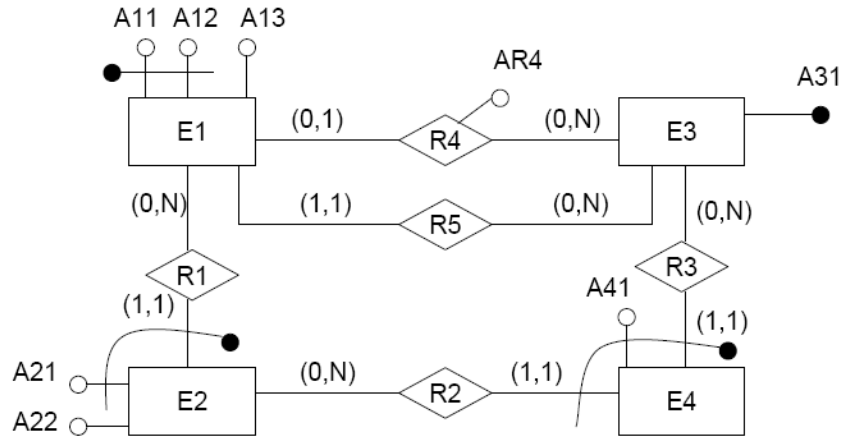 A11 A12 A13
AR4
A31
E1 (0,1) R4 (0,N) E3
(0,N) (1,1) R5 (0,N) (0,N)
R1 R3
A41
(1,1) (1,1)
A21 E2 (0,N) R2 (1,1) E4
A22